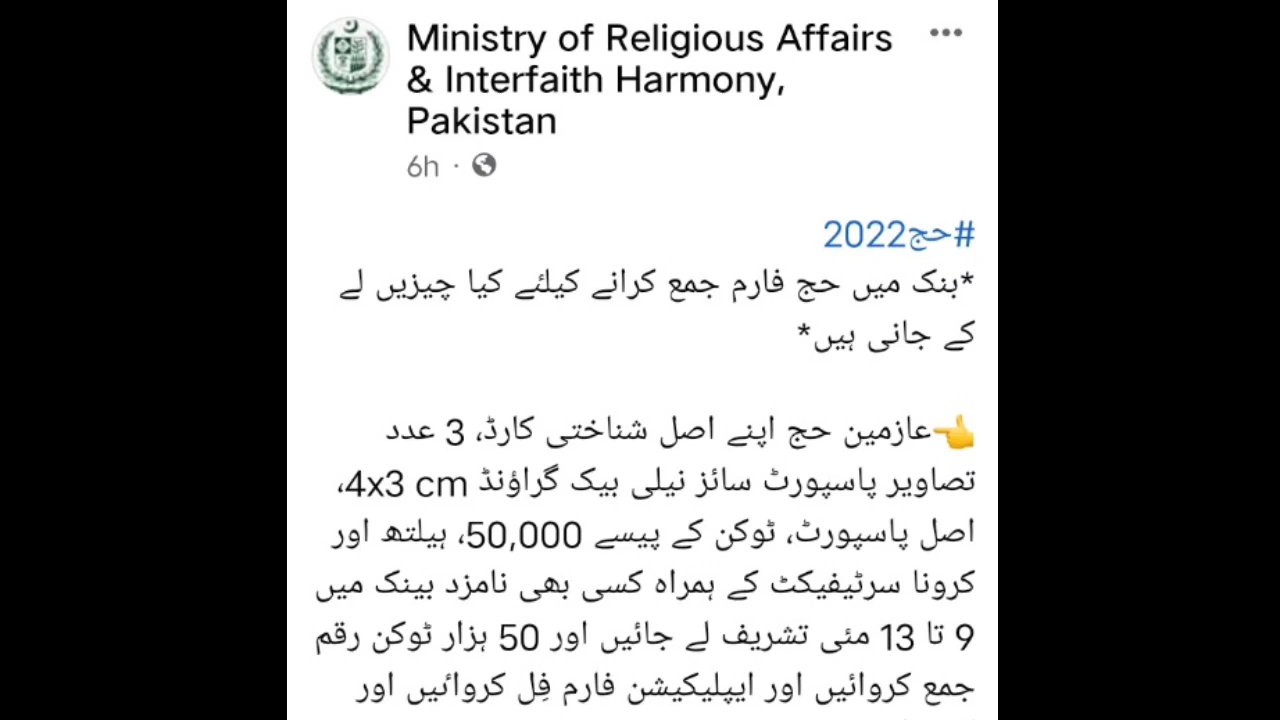 Ministry of Religious Affairs
& Interfaith Harmony,
Pakistan
6h ·
#حج2022
*بنک میں حج فارم جمع کرانے کیلئے کیا چیزیں لے
کے جانی ہیں*
👈عازمین حج اپنے اصل شناختی کارڈ، 3 عدد
تصاویر پاسپورٹ سائز نیلی بیک گراؤنڈ 4x3 cm،
اصل پاسپورٹ، ٹوکن کے پیسے 50,000، ہیلتھ اور
کرونا سرٹیفیکٹ کے ہمراہ کسی بھی نامزد بینک میں
9 تا 13 مئی تشریف لے جائیں اور 50 ہزار ٹوکن رقم
جمع کروائیں اور ایپلیکیشن فارم فِل کروائیں اور